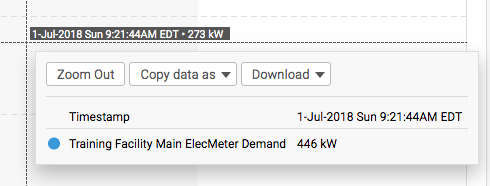 1-Jul-2018 Sun 9:21:44AM EDT • 273 kW
Zoom Out Copy data as Download
Timestamp 1-Jul-2018 Sun 9:21:44AM EDT
Training Facility Main ElecMeter Demand 446 kW